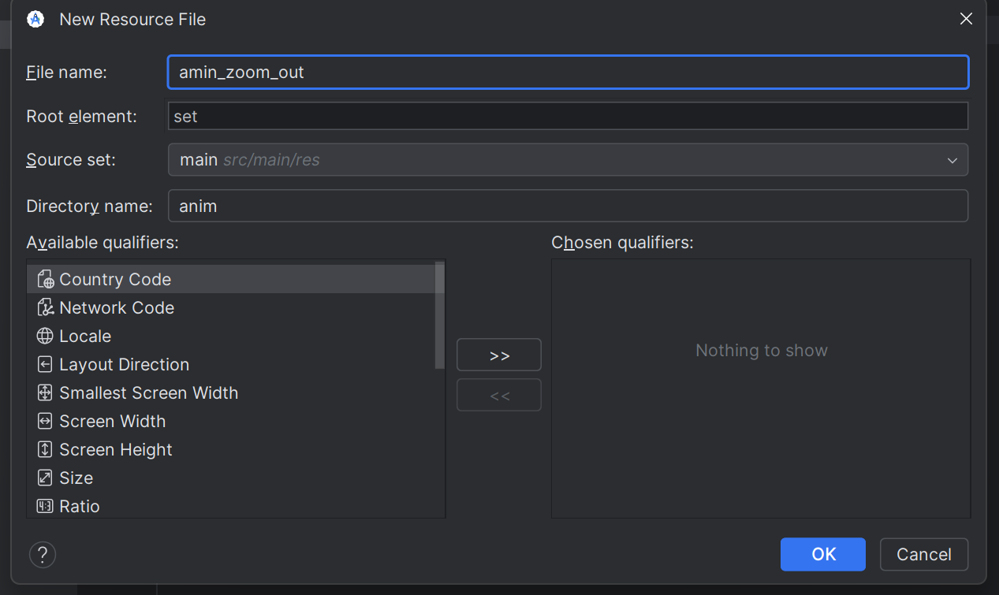 New Resource File
File name:
amin_zoom_out
Root element:
set
Source set:
main src/main/res
Directory name:
anim
Available qualifiers:
Chosen qualifiers:
Country Code
Network Code
Locale
Layout Direction
Smallest Screen Width
Screen Width
Screen Height
Size
4:3 Ratio
>>
<<
Nothing to show
?
OK
Cancel